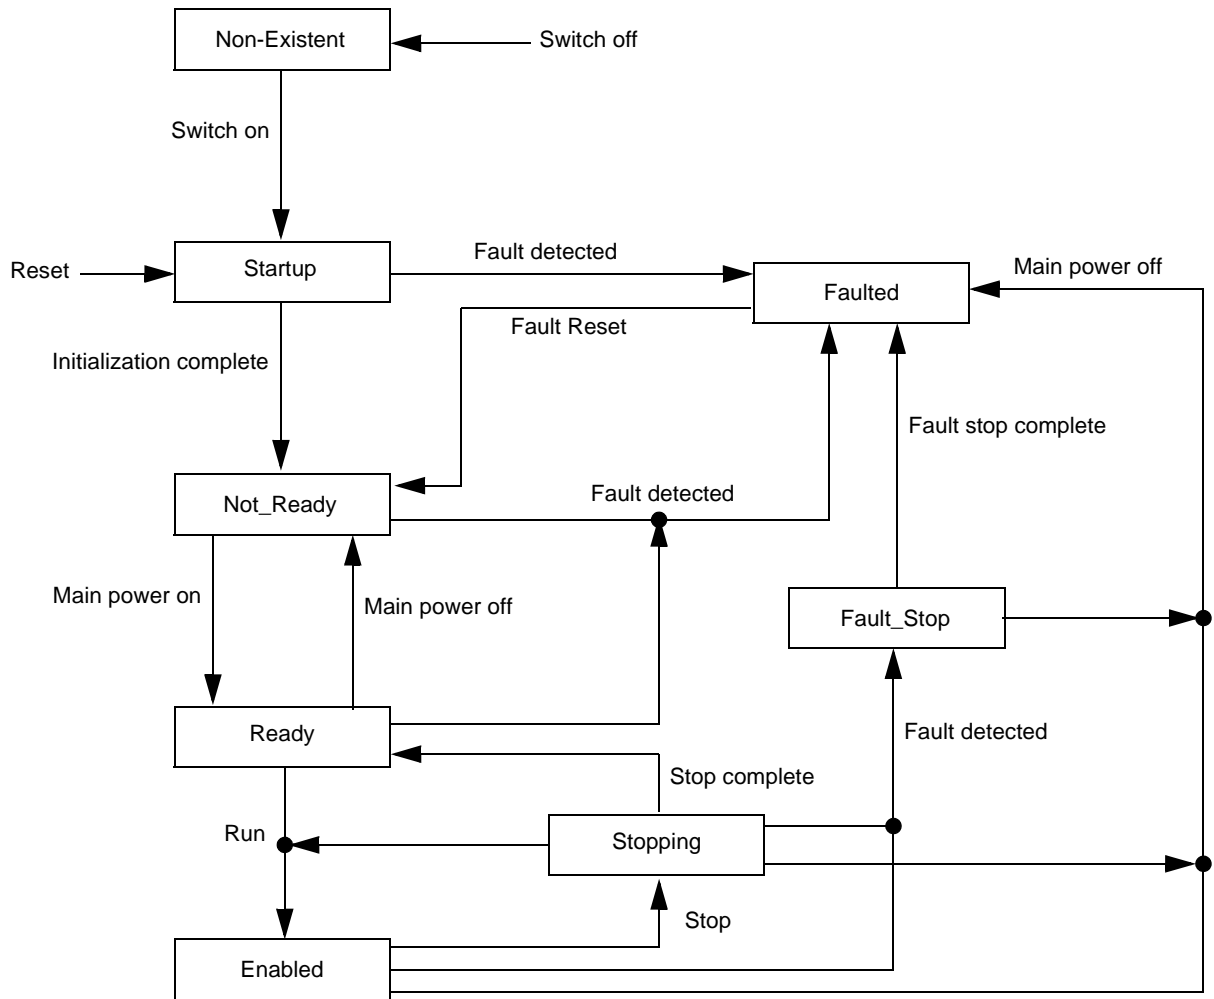 Non-Existent
Switch off
Switch on
Startup
Reset
Fault detected
Main power off
Faulted
Fault Reset
Initialization complete
Fault stop complete
Not_Ready
Fault detected
Main power on
Main power off
Fault_Stop
Ready
Fault detected
Stop complete
Run
Stopping
Stop
Enabled